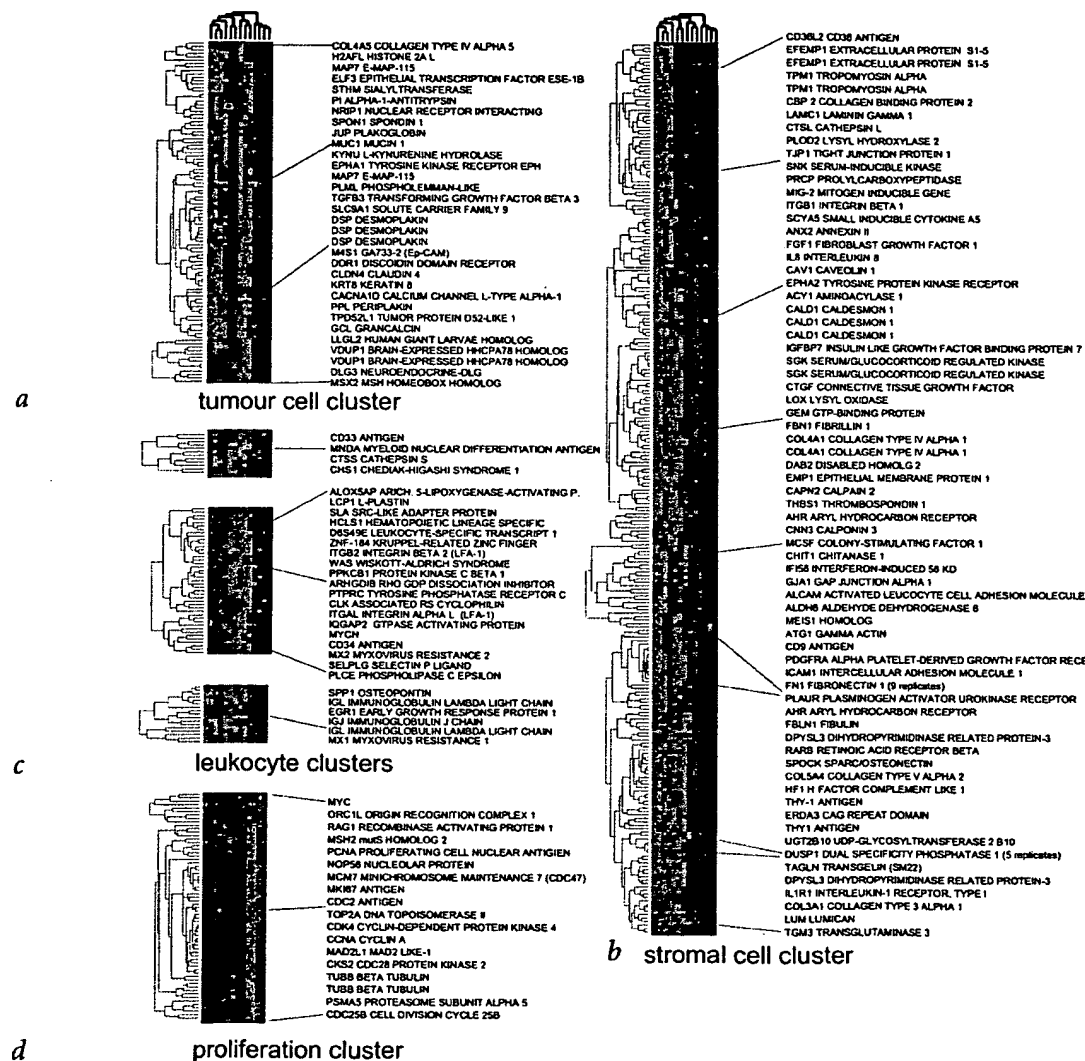 COL4A5 COLLAGEN TYPE IV ALPHA 5
H2AFL HISTONE 2A L
MAP7 E-MAP-115
ELF3 EPITHELIAL TRANSCRIPTION FACTOR ESE-1B
STHM SIALYLTRANSFERASE
PI ALPHA-1-ANTITRYPSIN
NRIP1 NUCLEAR RECEPTOR INTERACTING
SPON1 SPONDIN 1
JUP PLAKOGLOBIN
MUC1 MUCIN 1
KYNU L-KYNURENINE HYDROLASE
EPHA1 TYROSINE KINASE RECEPTOR EPH
MAP7 E-MAP-115
PLML PHOSPHOLEMMAN-LIKE
TGFB3 TRANSFORMING GROWTH FACTOR BETA 3
SLC9A1 SOLUTE CARRIER FAMILY 9
DSP DESMOPLAKIN
DSP DESMOPLAKIN
DSP DESMOPLAKIN
M4S1 GA733-2 (Ep-CAM)
DDR1 DISCOIDIN DOMAIN RECEPTOR
CLDN4 CLAUDIN 4
KRT8 KERATIN 8
CACNA1D CALCIUM CHANNEL L-TYPE ALPHA-1
PPL PERIPLAKIN
TPD52L1 TUMOR PROTEIN D52-LIKE 1
GCL GRANCALCIN
LLGL2 HUMAN GIANT LARVAE HOMOLOG
VDUP1 BRAIN-EXPRESSED HHCPA78 HOMOLOG
VDUP1 BRAIN-EXPRESSED HHCPA78 HOMOLOG
DLG3 NEUROENDOCRINE-DLG
MSX2 MSH HOMEOBOX HOMOLOG
a tumour cell cluster
CD33 ANTIGEN
MNDA MYELOID NUCLEAR DIFFERENTIATION ANTIGEN
CTSS CATHEPSIN S
CHS1 CHEDIAK-HIGASHI SYNDROME 1
ALOX5AP ARICH. 5-LIPOXYGENASE-ACTIVATING P.
LCP1 L-PLASTIN
SLA SRC-LIKE ADAPTER PROTEIN
HCLS1 HEMATOPOIETIC LINEAGE SPECIFIC
D6S49E LEUKOCYTE-SPECIFIC TRANSCRIPT 1
ZNF-184 KRUPPEL-RELATED ZINC FINGER
ITGB2 INTEGRIN BETA 2 (LFA-1)
WAS WISKOTT-ALDRICH SYNDROME
PPKCB1 PROTEIN KINASE C BETA 1
ARHGDIB RHO GDP DISSOCIATION INHIBITOR
PTPRC TYROSINE PHOSPHATASE RECEPTOR C
CLK ASSOCIATED RS CYCLOPHILIN
ITGAL INTEGRIN ALPHA L (LFA-1)
IQGAP2 GTPASE ACTIVATING PROTEIN
MYCH
CD34 ANTIGEN
MX2 MYXOVIRUS RESISTANCE 2
SELPLG SELECTIN P LIGAND
PLCE PHOSPHOLIPASE C EPSILON
SPP1 OSTEOPONTIN
IGL IMMUNOGLOBULIN LAMBDA LIGHT CHAIN
EGR1 EARLY GROWTH RESPONSE PROTEIN 1
IGJ IMMUNOGLOBULIN J CHAIN
IGL IMMUNOGLOBULIN LAMBDA LIGHT CHAIN
MX1 MYXOVIRUS RESISTANCE 1
c leukocyte clusters
MYC
ORC1L ORIGIN RECOGNITION COMPLEX 1
RAG1 RECOMBINASE ACTIVATING PROTEIN 1
MSH2 mutS HOMOLOG 2
PCNA PROLIFERATING CELL NUCLEAR ANTIGIEN
NOP56 NUCLEOLAR PROTEIN
MCM7 MINICHROMOSOME MAINTENANCE 7 (CDC47)
MKI67 ANTIGEN
CDC2 ANTIGEN
TOP2A DNA TOPOISOMERASE II
CDK4 CYCLIN-DEPENDENT PROTEIN KINASE 4
CCNA CYCLIN A
MAD2L1 MAD2 LIKE-1
CKS2 CDC28 PROTEIN KINASE 2
TUBB BETA TUBULIN
TUBB BETA TUBULIN
PSMA5 PROTEASOME SUBUNIT ALPHA 5
CDC25B CELL DIVISION CYCLE 25B
d proliferation cluster
CD36L2 CD36 ANTIGEN
EFEMP1 EXTRACELLULAR PROTEIN S1-5
EFEMP1 EXTRACELLULAR PROTEIN S1-5
TPM1 TROPOMYOSIN ALPHA
TPM1 TROPOMYOSIN ALPHA
CBP 2 COLLAGEN BINDING PROTEIN 2
LAMC1 LAMININ GAMMA 1
CTSL CATHEPSIN L
PLOD2 LYSYL HYDROXYLASE 2
TJP1 TIGHT JUNCTION PROTEIN 1
SNK SERUM-INDUCIBLE KINASE
PRCP PROLYLCARBOXYPEPTIDASE
MIG-2 MITOGEN INDUCIBLE GENE
ITGB1 INTEGRIN BETA 1
SCYA5 SMALL INDUCIBLE CYTOKINE A5
ANX2 ANNEXIN II
FGF1 FIBROBLAST GROWTH FACTOR 1
IL8 INTERLEUKIN 8
CAV1 CAVEOLIN 1
EPHA2 TYROSINE PROTEIN KINASE RECEPTOR
ACY1 AMINOACYLASE 1
CALD1 CALDESMON 1
CALD1 CALDESMON 1
CALD1 CALDESMON 1
IGFBP7 INSULIN LIKE GROWTH FACTOR BINDING PROTEIN 7
SGK SERUM/GLUCOCORTICOID REGULATED KINASE
SGK SERUM/GLUCOCORTICOID REGULATED KINASE
CTGF CONNECTIVE TISSUE GROWTH FACTOR
LOX LYSYL OXIDASE
GEM GTP-BINDING PROTEIN
FBN1 FIBRILLIN 1
COL4A1 COLLAGEN TYPE IV ALPHA 1
COL4A1 COLLAGEN TYPE IV ALPHA 1
DAB2 DISABLED HOMOLG 2
EMP1 EPITHELIAL MEMBRANE PROTEIN 1
CAPN2 CALPAIN 2
THBS1 THROMBOSPONDIN 1
AHR ARYL HYDROCARBON RECEPTOR
CNN3 CALPONIN 3
MCSF COLONY-STIMULATING FACTOR 1
CHIT1 CHITANASE 1
IFI56 INTERFERON-INDUCED 56 KD
GJA1 GAP JUNCTION ALPHA 1
ALCAM ACTIVATED LEUCOCYTE CELL ADHESION MOLECULE
ALDH6 ALDEHYDE DEHYDROGENASE 6
MEIS1 HOMOLOG
ATG1 GAMMA ACTIN
CD9 ANTIGEN
PDGFRA ALPHA PLATELET-DERIVED GROWTH FACTOR RECE
ICAM1 INTERCELLULAR ADHESION MOLECULE 1
FN1 FIBRONECTIN 1 (9 replicates)
PLAUR PLASMINOGEN ACTIVATOR UROKINASE RECEPTOR
AHR ARYL HYDROCARBON RECEPTOR
FBLN1 FIBULIN
DPYSL3 DIHYDROPYRIMIDINASE RELATED PROTEIN-3
RARB RETINOIC ACID RECEPTOR BETA
SPOCK SPARC/OSTEONECTIN
COL5A4 COLLAGEN TYPE V ALPHA 2
HF1 H FACTOR COMPLEMENT LIKE 1
THY-1 ANTIGEN
ERDA3 CAG REPEAT DOMAIN
THY1 ANTIGEN
UGT2B10 UDP-GLYCOSYLTRANSFERASE 2 B10
DUSP1 DUAL SPECIFICITY PHOSPHATASE 1 (5 replicates)
TAGLN TRANSGELIN (SM22)
DPYSL3 DIHYDROPYRIMIDINASE RELATED PROTEIN-3
IL1R1 INTERLEUKIN-1 RECEPTOR, TYPE I
COL3A1 COLLAGEN TYPE 3 ALPHA 1
LUM LUMICAN
TGM3 TRANSGLUTAMINASE 3
b stromal cell cluster